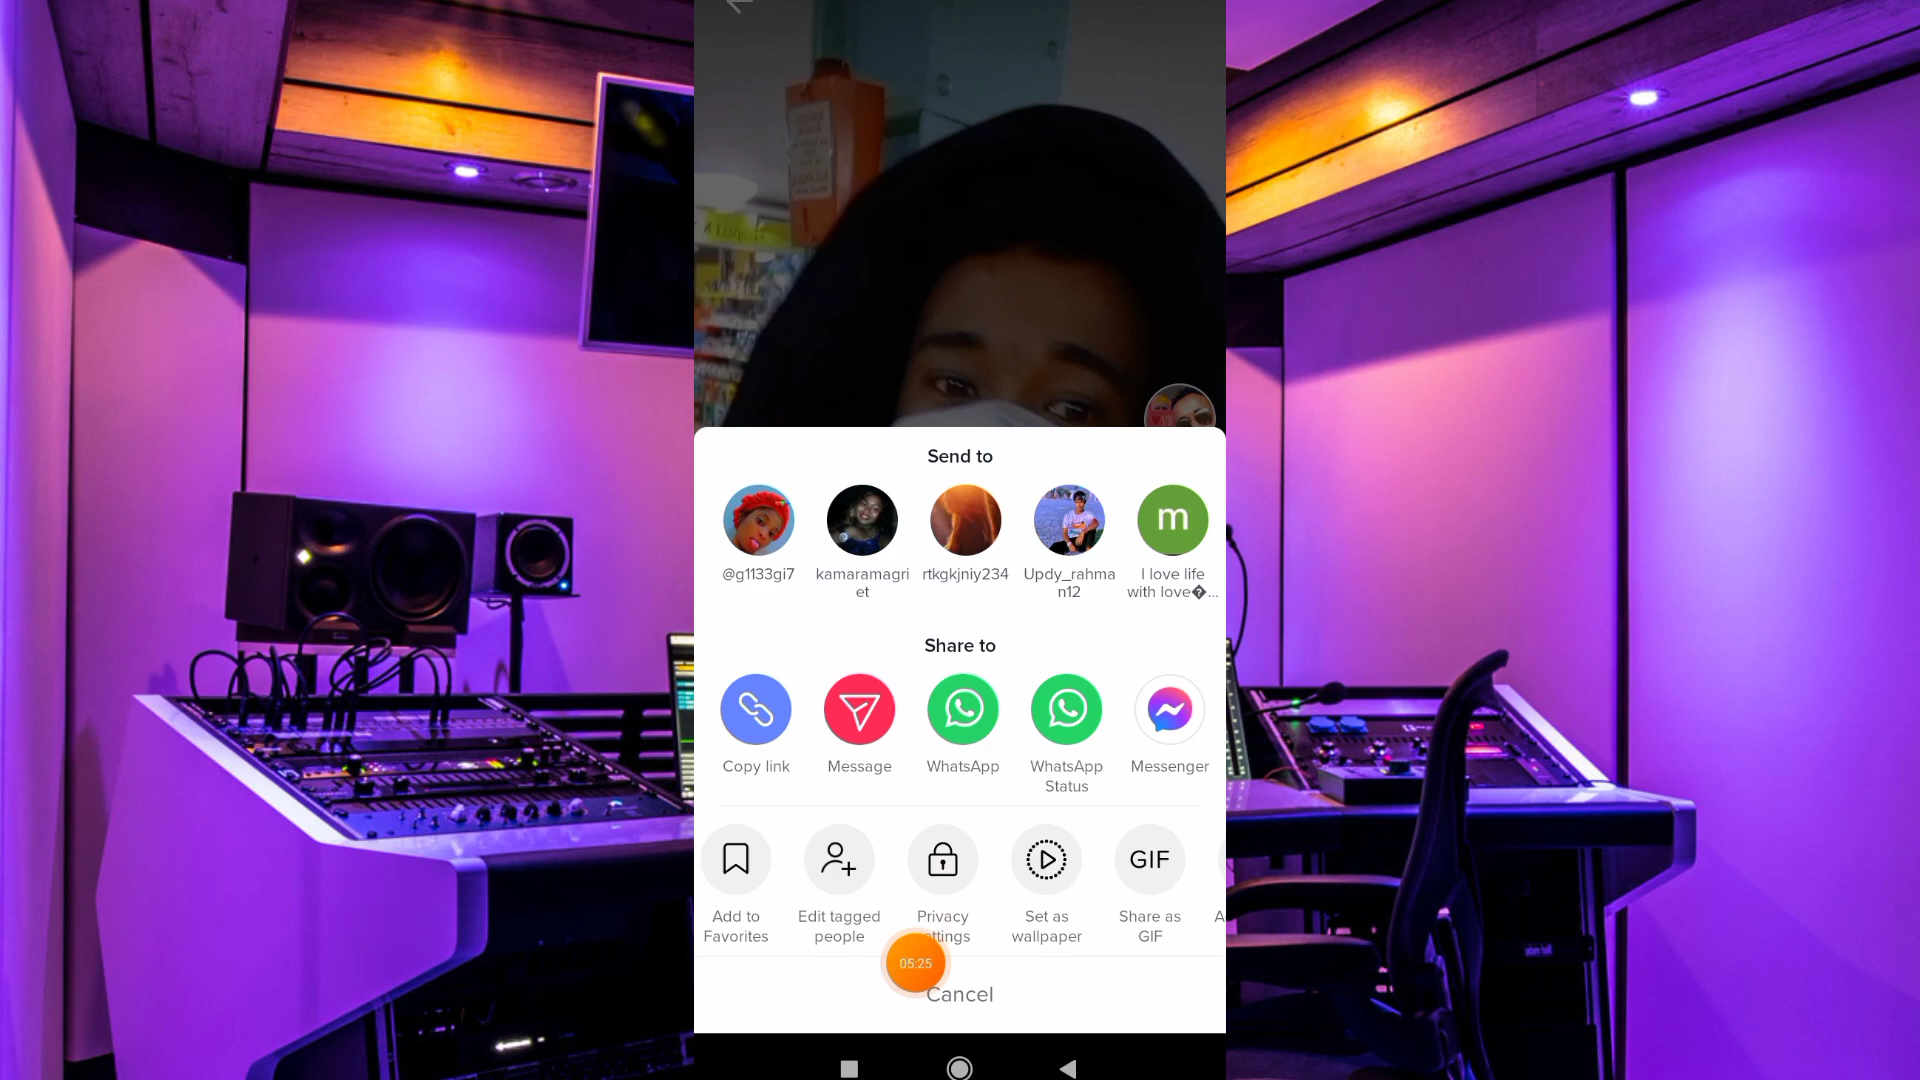 Send to
@g1133gi7
kamaramagri
et
rtkgkjniy234
Updy_rahma
n12
m
I love life
with love�...
Share to
Copy link
Message
WhatsApp
WhatsApp
Status
Messenger
GIF
Add to
Favorites
Edit tagged
people
Privacy
Set as
wallpaper
Share as
GIF
A
05:25
Cancel